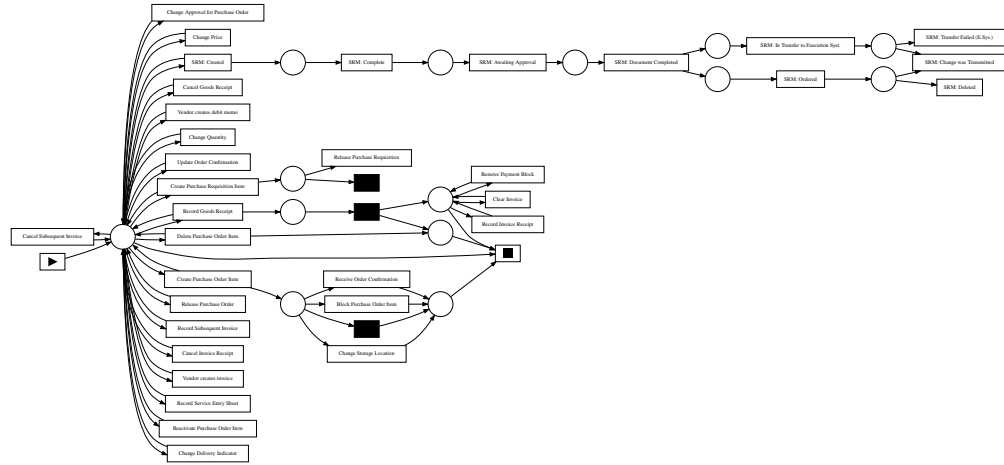 Change Approval for Purchase Order
Change Price
SRM: Created
SRM: Complete
SRM: Awaiting Approval
SRM: Document Completed
SRM: In Transfer to Execution Syst.
SRM: Ordered
SRM: Transfer Failed (E.Sys.)
SRM: Change was Transmitted
SRM: Deleted
Cancel Goods Receipt
Vendor creates debit memo
Change Quantity
Update Order Confirmation
Create Purchase Requisition Item
Release Purchase Requisition
Record Goods Receipt
Remove Payment Block
Clear Invoice
Record Invoice Receipt
Cancel Subsequent Invoice
Delete Purchase Order Item
Create Purchase Order Item
Receive Order Confirmation
Block Purchase Order Item
Change Storage Location
Release Purchase Order
Record Subsequent Invoice
Cancel Invoice Receipt
Vendor creates invoice
Record Service Entry Sheet
Reactivate Purchase Order Item
Change Delivery Indicator